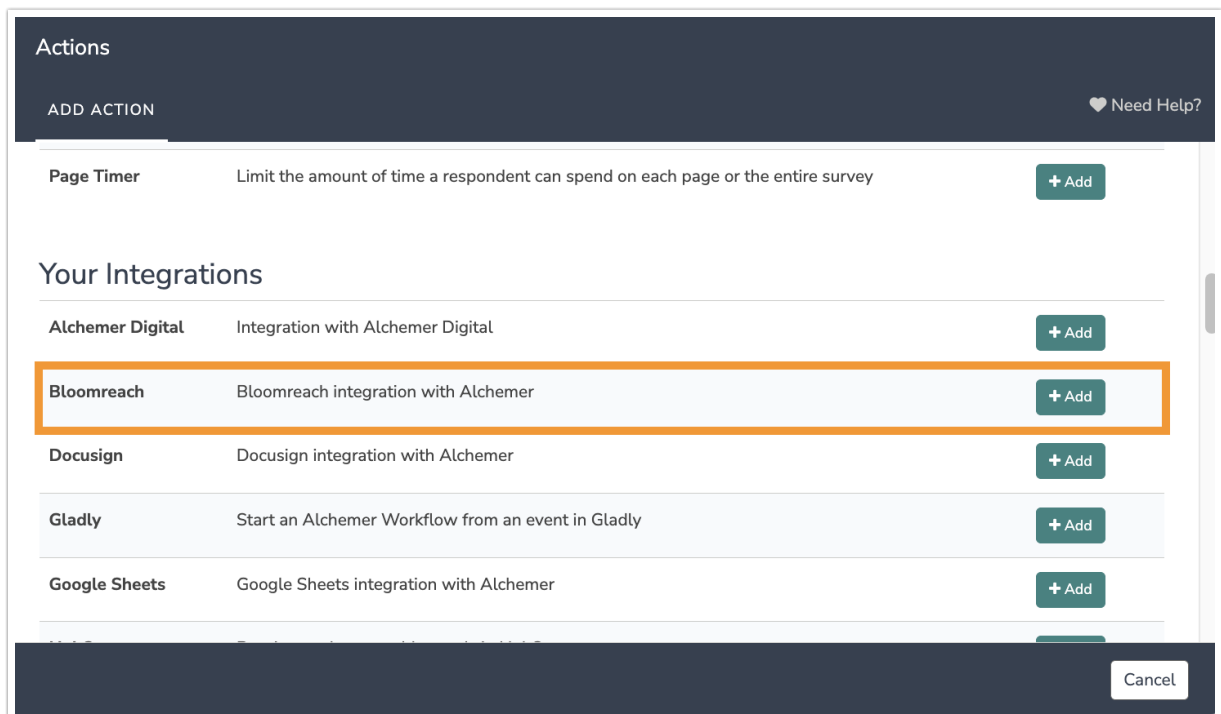 Actions
ADD ACTION
Need Help?
Page Timer Limit the amount of time a respondent can spend on each page or the entire survey + Add
Your Integrations
Alchemer Digital Integration with Alchemer Digital + Add
Bloomreach Bloomreach integration with Alchemer + Add
Docusign Docusign integration with Alchemer + Add
Gladly Start an Alchemer Workflow from an event in Gladly + Add
Google Sheets Google Sheets integration with Alchemer + Add
Cancel